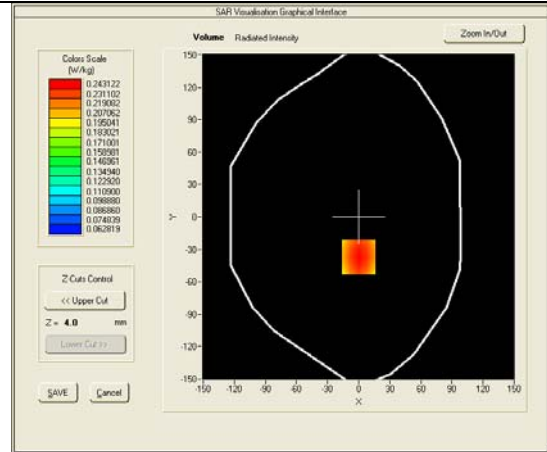 SAR Visualisation Graphical Interface
Volume Radiated Intensity
Zoom In/Out
Colors Scale
(W/kg)
0.243122
0.231102
0.219082
0.207062
0.195041
0.183021
0.171001
0.158981
0.146961
0.134940
0.122920
0.110900
0.098880
0.086860
0.074839
0.062819
Z Cuts Control
<< Upper Cut
Z = 4.0 mm
Lower Cut >>
SAVE
Cancel
150
120
90
60
30
0
-30
-60
-90
-120
-150
Y
-150 -120 -90 -60 -30 0 30 60 90 120 150
X